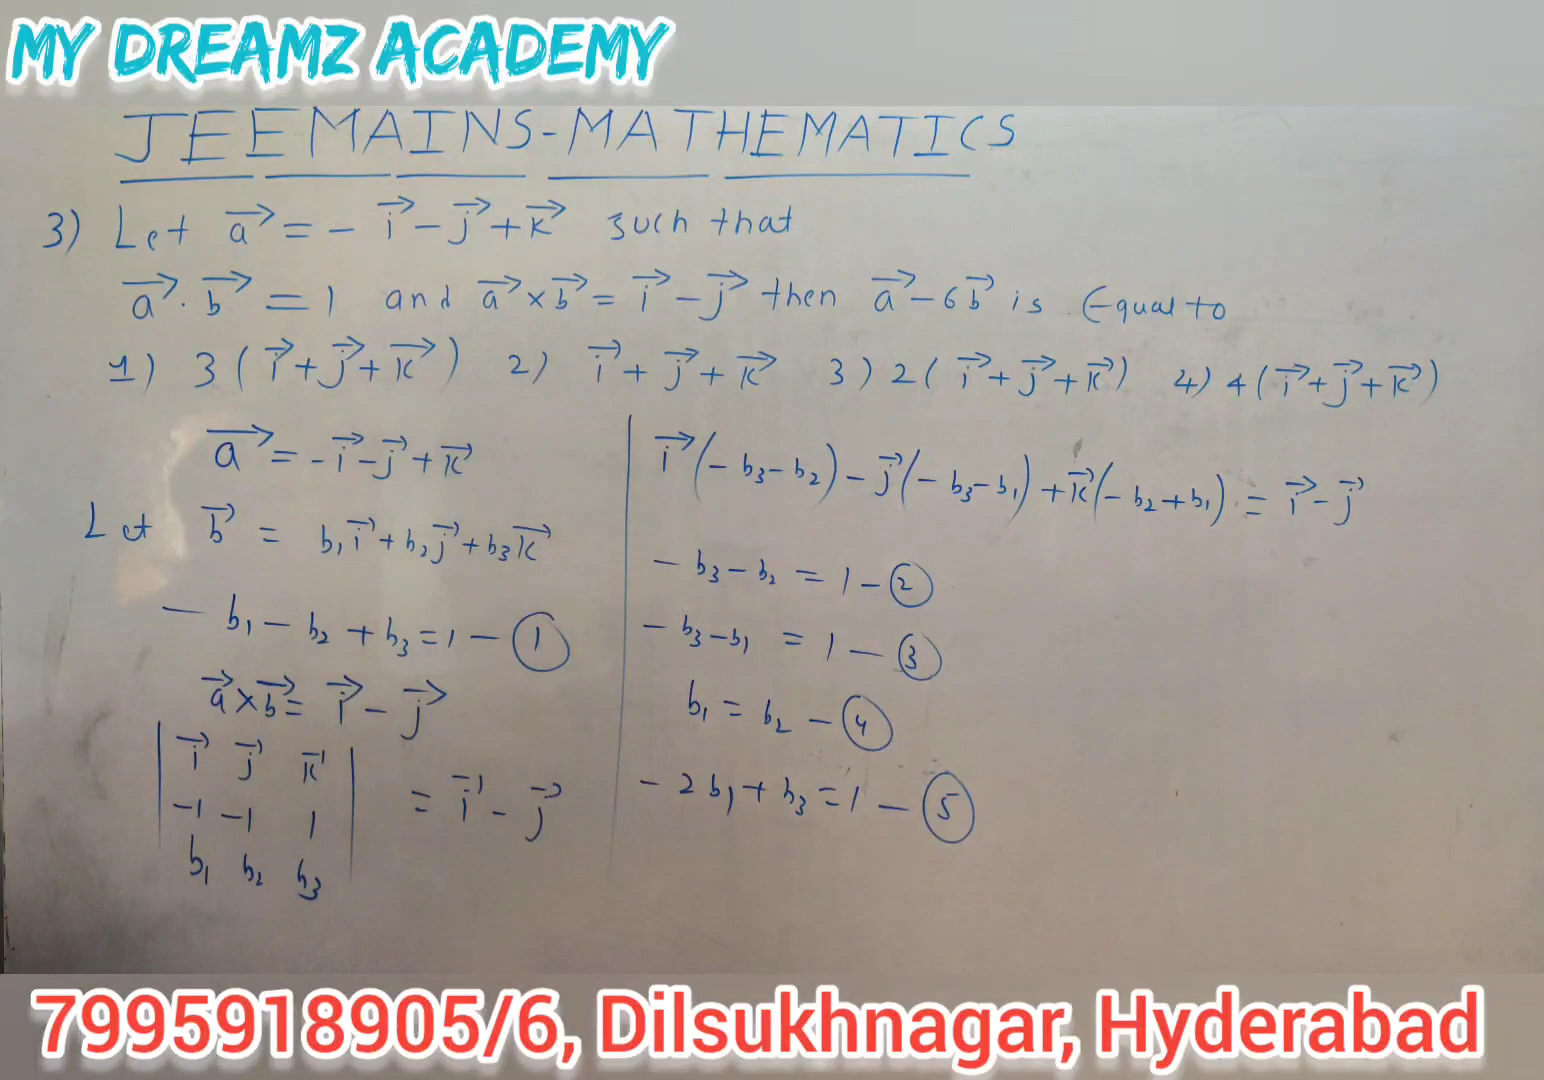 MY DREAMZ ACADEMY
JEEMAINS-MATHEMATICS
3) Let a⃗ = - i⃗ - j⃗ + k⃗ such that
a⃗ . b⃗ = 1 and a⃗ × b⃗ = i⃗ - j⃗ then a⃗ - 6b⃗ is Equal to
1) 3(i⃗+j⃗+k⃗) 2) i⃗+j⃗+k⃗ 3) 2(i⃗+j⃗+k⃗) 4) 4(i⃗+j⃗+k⃗)
a⃗ = -i⃗-j⃗+k⃗
Let b⃗ = b₁i⃗+b₂j⃗+b₃k⃗
- b₁ - b₂ + b₃ = 1 - ①
a⃗×b⃗ = i⃗ - j⃗
| i⃗ j⃗ k⃗ |
| -1 -1 1 | = i⃗ - j⃗
| b₁ b₂ b₃ |
i⃗(-b₃-b₂) - j⃗(-b₃-b₁) + k⃗(-b₂+b₁) = i⃗-j⃗
- b₃ - b₂ = 1 - ②
- b₃-b₁ = 1 - ③
b₁ = b₂ - ④
- 2b₁ + b₃ = 1 - ⑤
7995918905/6, Dilsukhnagar, Hyderabad